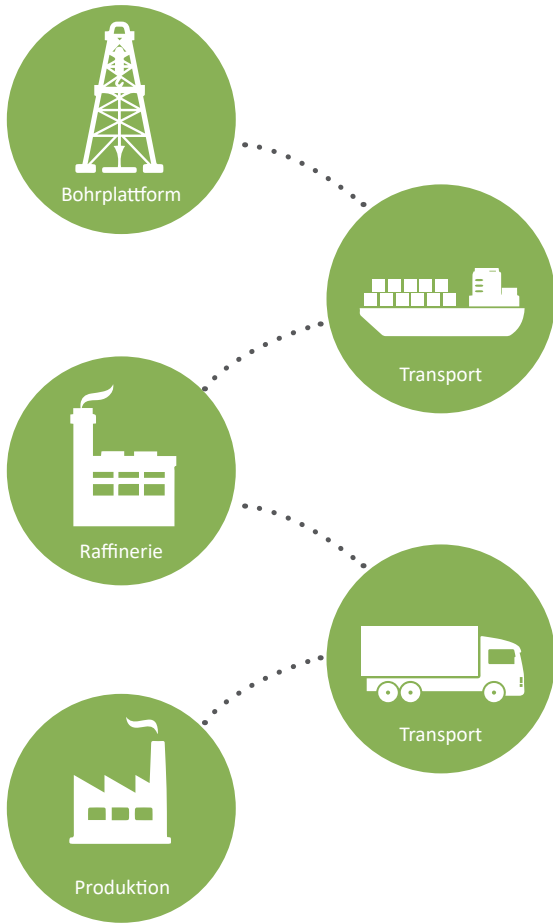 Bohrplattform
Transport
Raffinerie
Transport
Produktion